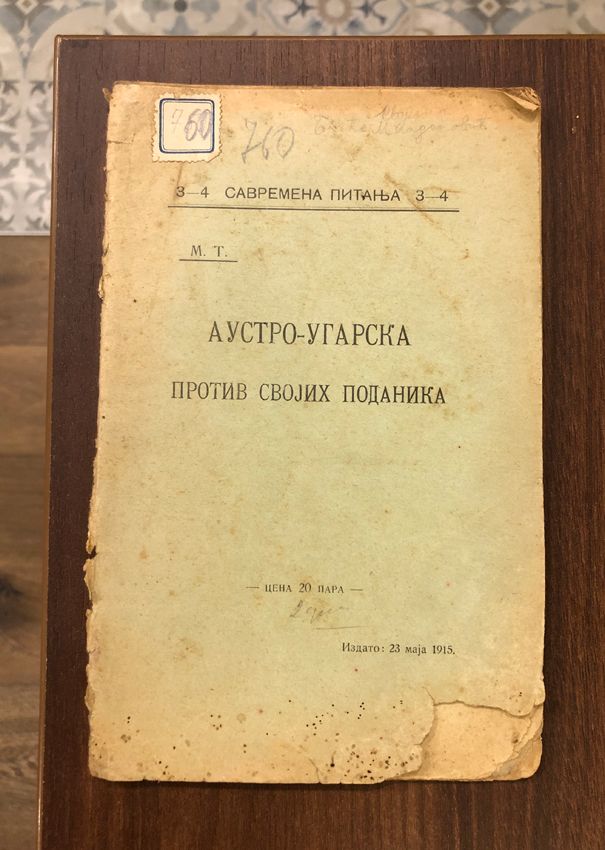 760
760
3—4 САВРЕМЕНА ПИТАЊА 3—4
М. Т.
АУСТРО-УГАРСКА
ПРОТИВ СВОЈИХ ПОДАНИКА
— ЦЕНА 20 ПАРА —
Издато: 23 маја 1915.